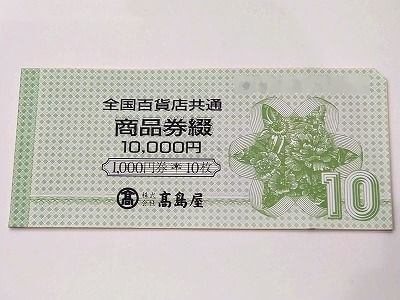 全国百貨店共通
商品券綴
10,000円
1,000円券＊10枚
髙 株式会社 髙島屋
10